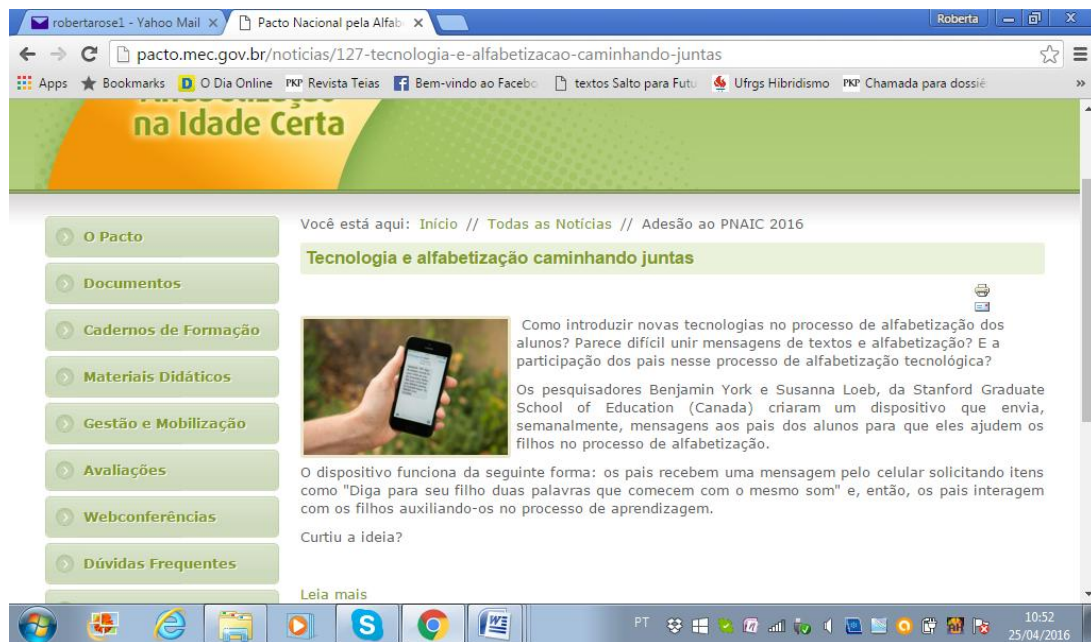 robertarose1 - Yahoo Mail
Pacto Nacional pela Alfab
Roberta
pacto.mec.gov.br/noticias/127-tecnologia-e-alfabetizacao-caminhando-juntas
Apps Bookmarks O Dia Online PKP Revista Teias Bem-vindo ao Facebo textos Salto para Futu Ufrgs Hibridismo PKP Chamada para dossiê »
na Idade Certa
Você está aqui: Início // Todas as Notícias // Adesão ao PNAIC 2016
O Pacto
Documentos
Cadernos de Formação
Materiais Didáticos
Gestão e Mobilização
Avaliações
Webconferências
Dúvidas Frequentes
Tecnologia e alfabetização caminhando juntas
Como introduzir novas tecnologias no processo de alfabetização dos
alunos? Parece difícil unir mensagens de textos e alfabetização? E a
participação dos pais nesse processo de alfabetização tecnológica?
Os pesquisadores Benjamin York e Susanna Loeb, da Stanford Graduate
School of Education (Canada) criaram um dispositivo que envia,
semanalmente, mensagens aos pais dos alunos para que eles ajudem os
filhos no processo de alfabetização.
O dispositivo funciona da seguinte forma: os pais recebem uma mensagem pelo celular solicitando itens
como "Diga para seu filho duas palavras que comecem com o mesmo som" e, então, os pais interagem
com os filhos auxiliando-os no processo de aprendizagem.
Curtiu a ideia?
Leia mais
PT
10:52
25/04/2016